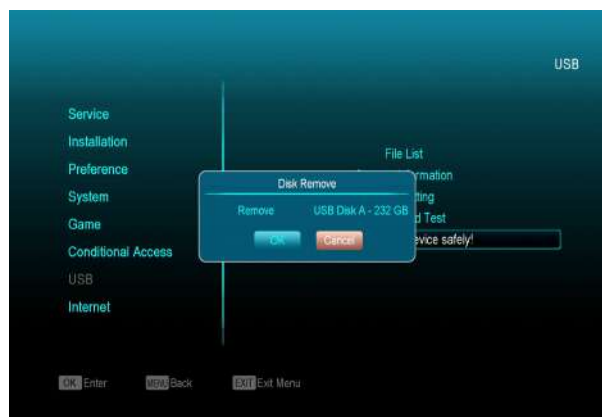 USB
Service
Installation
Preference
System
Game
Conditional Access
USB
Internet
File List
rmation
ting
d Test
evice safely!
Disk Remove
Remove USB Disk A - 232 GB
OK Cancel
OK Enter MENU Back EXIT Exit Menu